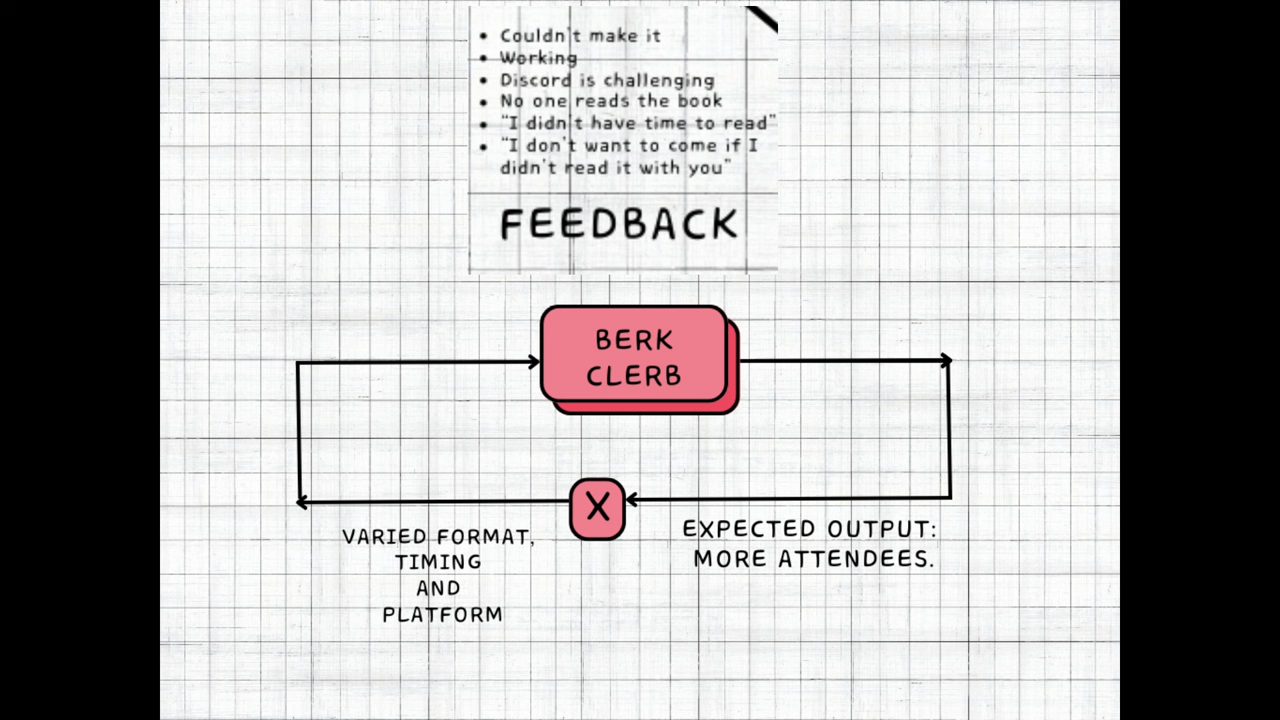 • Couldn't make it
• Working
• Discord is challenging
• No one reads the book
• "I didn't have time to read"
• "I don't want to come if I
didn't read it with you"
FEEDBACK
BERK
CLERB
X
EXPECTED OUTPUT:
MORE ATTENDEES.
VARIED FORMAT,
TIMING
AND
PLATFORM